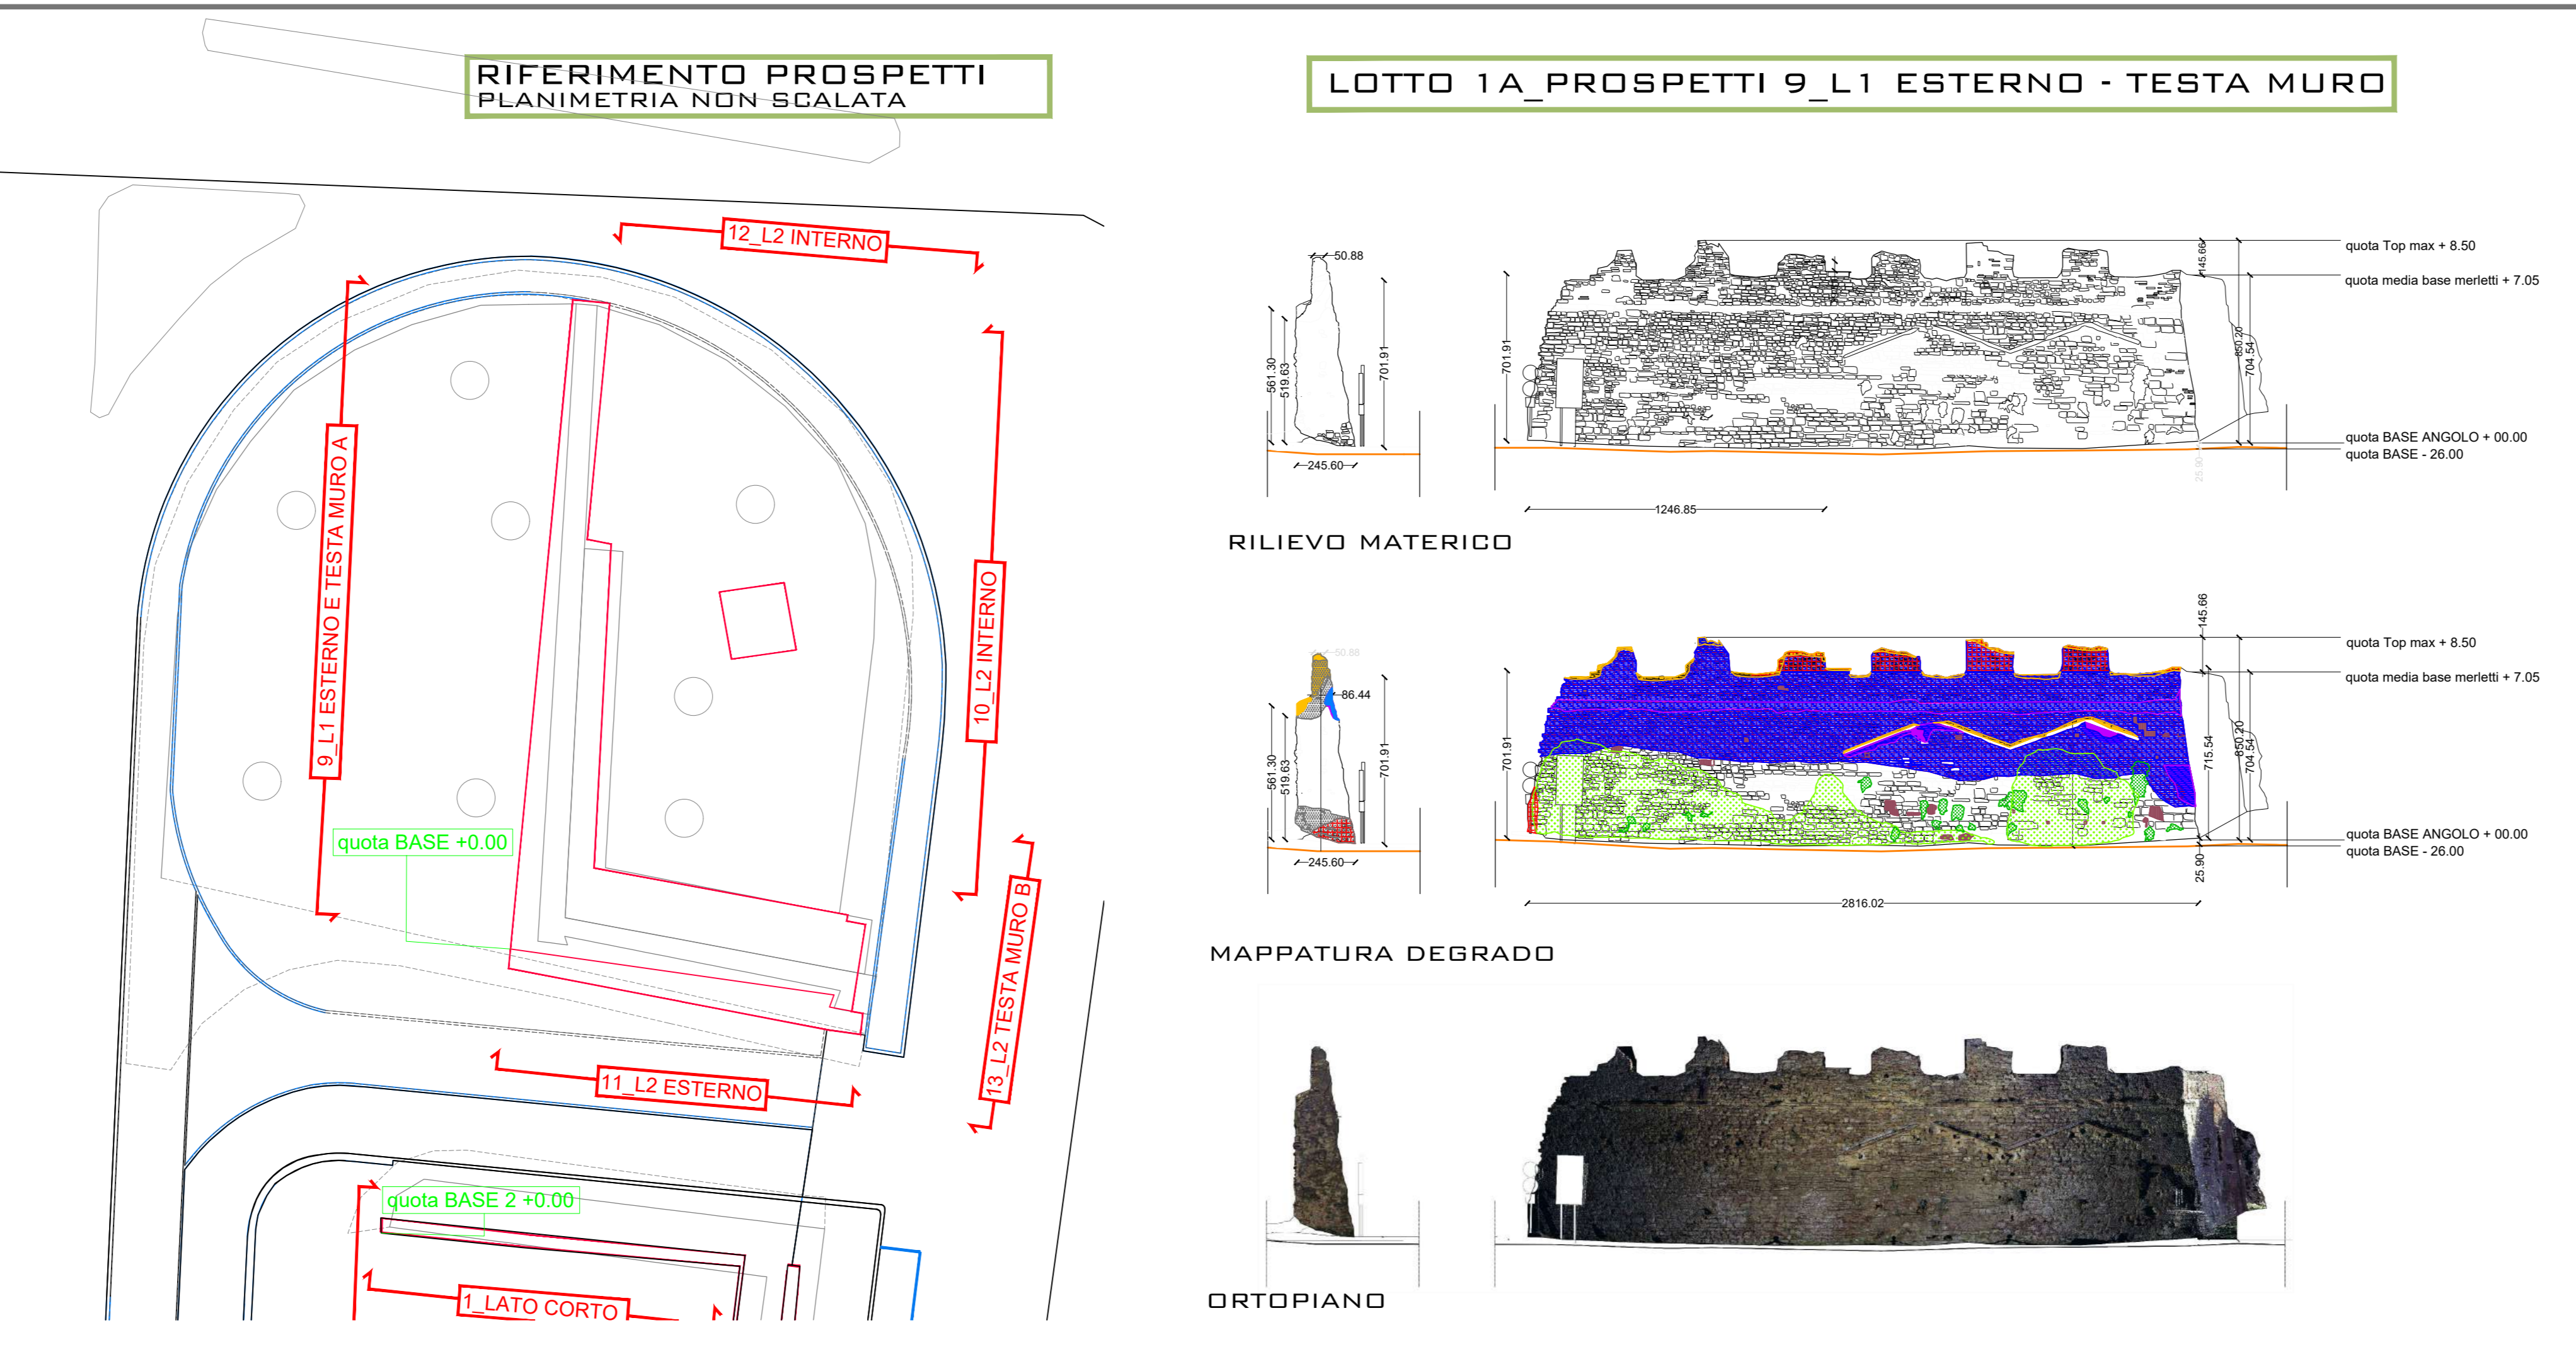 RIFERIMENTO PROSPETTI
PLANIMETRIA NON SCALATA
12_L2 INTERNO
9_L1 ESTERNO E TESTA MURO A
10_L2 INTERNO
quota BASE +0.00
13_L2 TESTA MURO B
11_L2 ESTERNO
quota BASE 2 +0.00
1_LATO CORTO
LOTTO 1A_PROSPETTI 9_L1 ESTERNO - TESTA MURO
50.88
561.30
519.63
701.91
245.60
701.91
1246.85
145.66
850.20
704.54
25.90
quota Top max + 8.50
quota media base merletti + 7.05
quota BASE ANGOLO + 00.00
quota BASE - 26.00
RILIEVO MATERICO
50.88
86.44
561.30
519.63
701.91
245.60
701.91
2816.02
145.66
715.54
850.20
704.54
25.90
quota Top max + 8.50
quota media base merletti + 7.05
quota BASE ANGOLO + 00.00
quota BASE - 26.00
MAPPATURA DEGRADO
ORTOPIANO